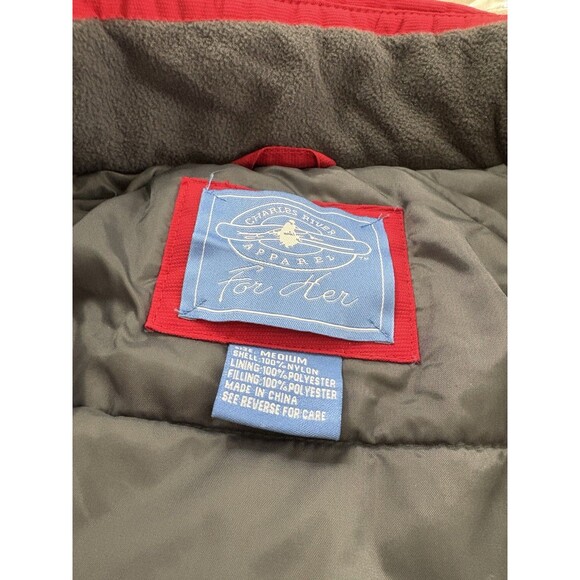 CHARLES RIVER
APPAREL
TM
For Her
SIZE: MEDIUM
SHELL:100% NYLON
LINING:100% POLYESTER
FILLING:100% POLYESTER
MADE IN CHINA
SEE REVERSE FOR CARE